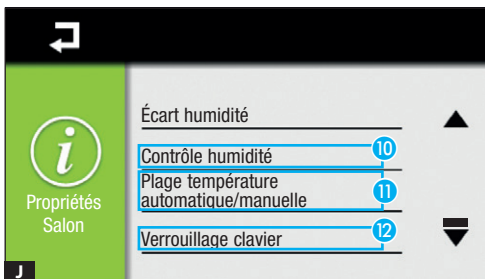 Écart humidité
Contrôle humidité 10
Plage température
automatique/manuelle 11
Verrouillage clavier 12
i
Propriétés
Salon
J